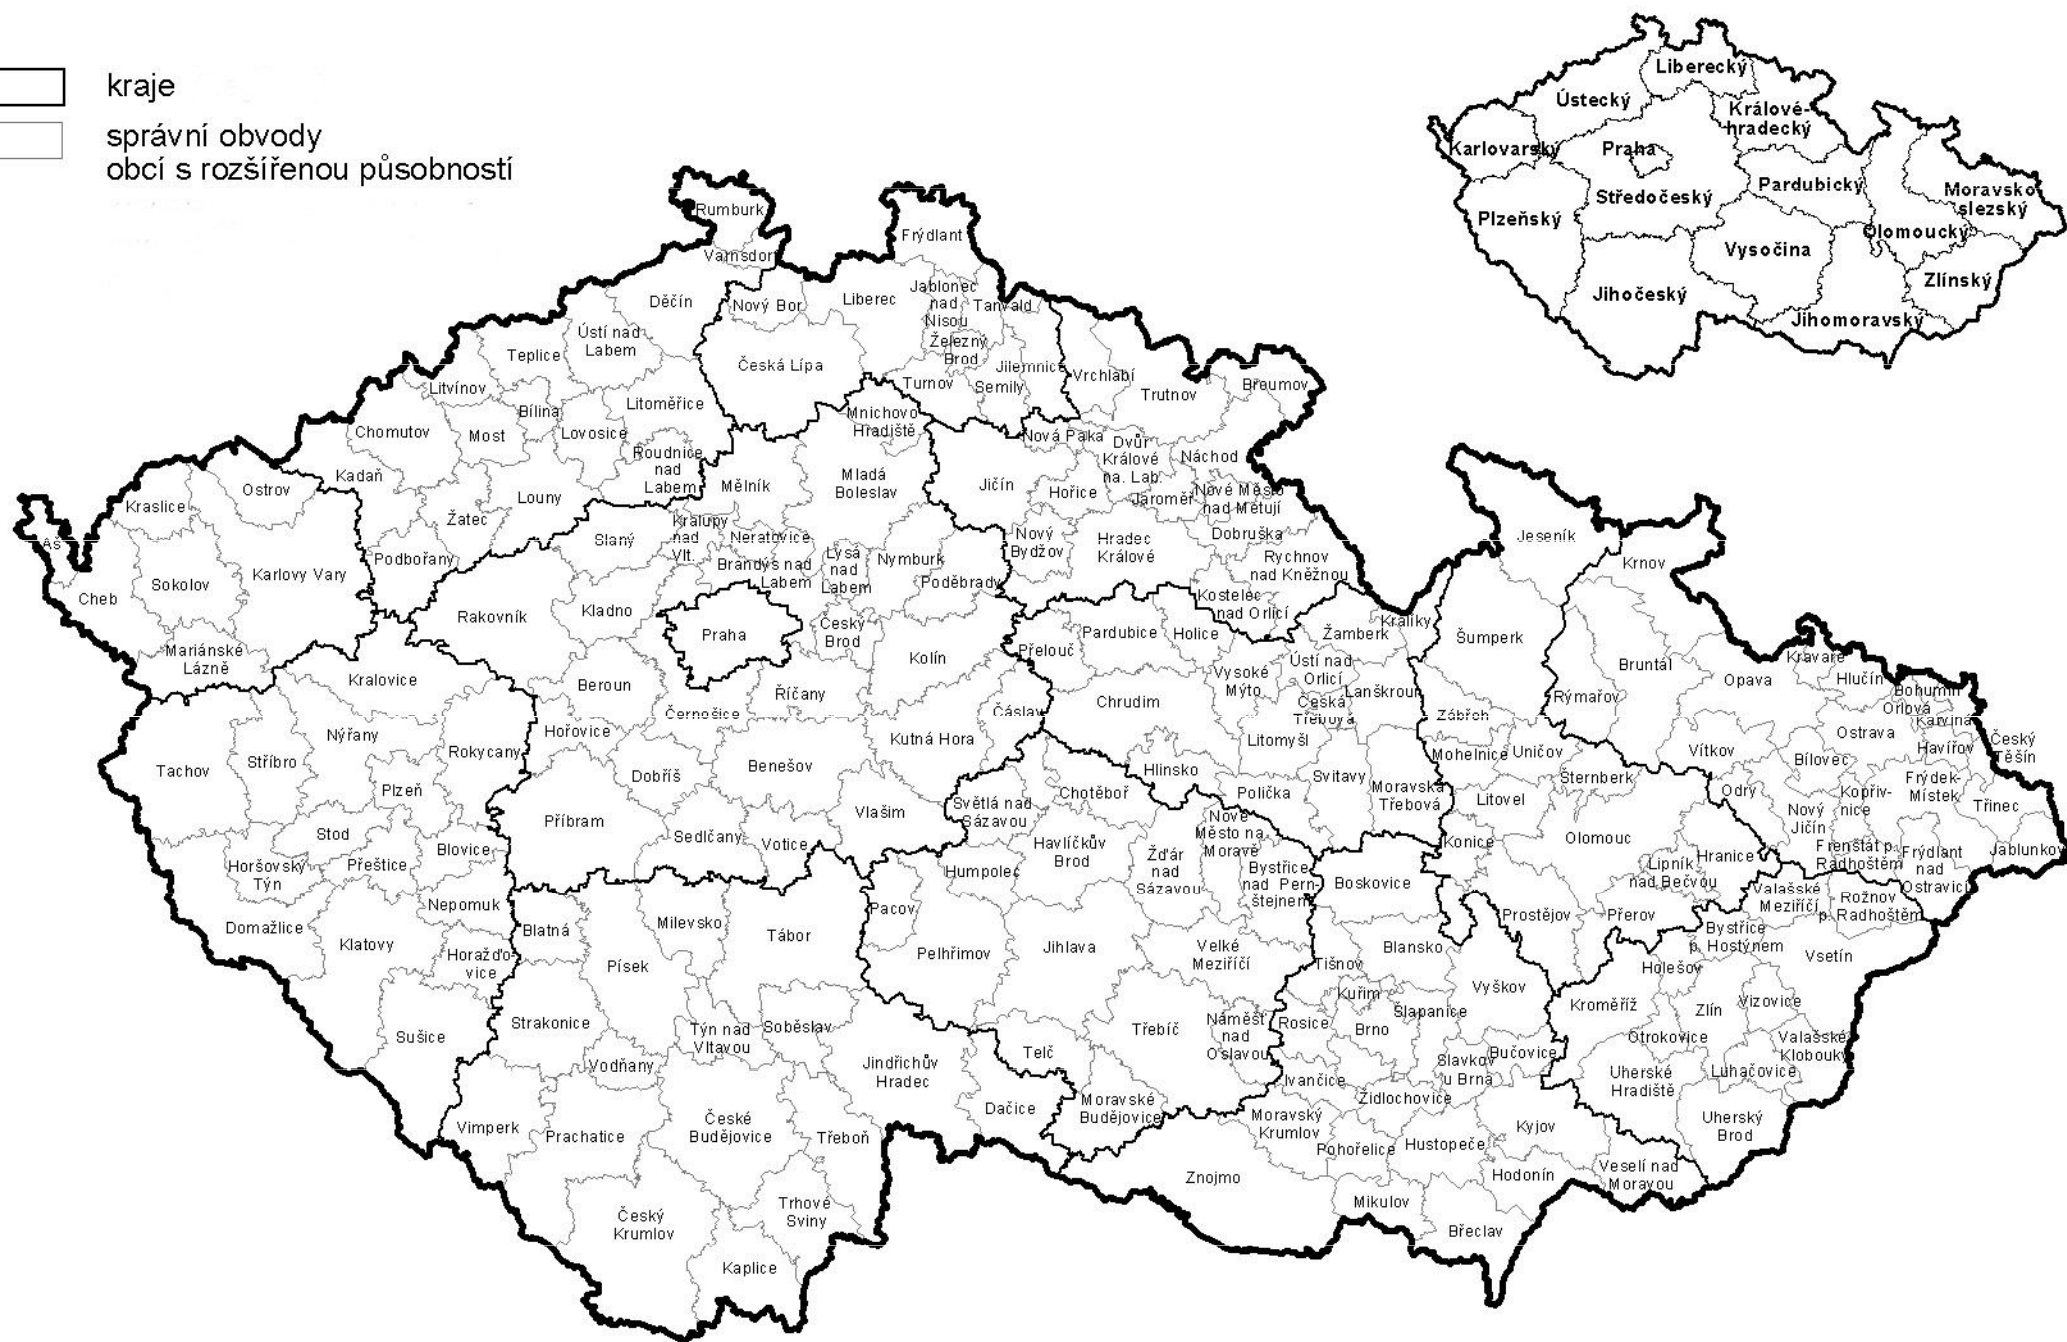 kraje
správní obvody
obcí s rozšířenou působností
Liberecký
Ústecký
Králové-
hradecký
Karlovarský
Praha
Pardubický
Moravsko
slezský
Středočeský
Plzeňský
Olomoucký
Vysočina
Zlínský
Jihočeský
Jihomoravský
Rumburk
Varnsdorf
Frýdlant
Děčín
Nový Bor
Liberec
Jablonec
nad
Nisou
Tanvald
Ústí nad
Labem
Teplice
Železný
Brod
Česká Lípa
Jilemnice
Turnov
Semily
Vrchlabí
Trutnov
Broumov
Litvínov
Bílina
Litoměřice
Mnichovo
Hradiště
Chomutov
Most
Lovosice
Nová Paka
Dvůr
Králové
na. Lab.
Náchod
Roudnice
nad
Labem
Kadaň
Ostrov
Mělník
Mladá
Boleslav
Jičín
Hořice
Jaroměř
Nové Město
nad Metují
Louny
Kraslice
Žatec
Kralupy
nad
Vlt.
Neratovice
Slaný
Nový
Bydžov
Hradec
Králové
Dobruška
Aš
Podbořany
Brandýs nad
Labem
Lysá
nad
Labem
Nymburk
Poděbrady
Rychnov
nad Kněžnou
Jeseník
Krnov
Sokolov
Karlovy Vary
Cheb
Rakovník
Kladno
Praha
Český
Brod
Kostelec
nad Orlicí
Králíky
Žamberk
Pardubice
Holice
Přelouč
Šumperk
Mariánské
Lázně
Kralovice
Beroun
Říčany
Kolín
Vysoké
Mýto
Ústí nad
Orlicí
Lanškroun
Česká
Třebová
Bruntál
Rýmařov
Opava
Kravaře
Hlučín
Bohumín
Orlová
Karviná
Černošice
Čáslav
Chrudim
Zábřeh
Hořovice
Kutná Hora
Litomyšl
Nýřany
Rokycany
Mohelnice
Uničov
Vítkov
Ostrava
Havířov
Český
Těšín
Tachov
Stříbro
Plzeň
Dobříš
Benešov
Hlinsko
Svitavy
Moravská
Třebová
Šternberk
Bílovec
Odry
Kopřiv-
nice
Frýdek-
Místek
Třinec
Polička
Litovel
Světlá nad
Sázavou
Chotěboř
Vlašim
Příbram
Sedlčany
Votice
Nové
Město na
Moravě
Olomouc
Nový
Jičín
Stod
Blovice
Přeštice
Horšovský
Týn
Havlíčkův
Brod
Žďár
nad
Sázavou
Bystřice
nad Pern-
štejnem
Konice
Hranice
Lipník
nad Bečvou
Frenštát p.
Radhoštěm
Frýdlant
nad
Ostravicí
Jablunkov
Humpolec
Boskovice
Valašské
Meziříčí
Rožnov
p. Radhoštěm
Nepomuk
Pacov
Prostějov
Přerov
Domažlice
Klatovy
Blatná
Milevsko
Tábor
Bystřice
p. Hostýnem
Vsetín
Horažďo-
vice
Písek
Pelhřimov
Jihlava
Velké
Meziříčí
Blansko
Tišnov
Holešov
Vyškov
Kuřim
Šlapanice
Kroměříž
Zlín
Vizovice
Sušice
Strakonice
Týn nad
Vltavou
Soběslav
Třebíč
Náměšť
nad
Oslavou
Rosice
Brno
Otrokovice
Valašské
Klobouky
Telč
Jindřichův
Hradec
Vodňany
Slavkov
u Brna
Bučovice
Ivančice
Uherské
Hradiště
Luhačovice
Dačice
Moravské
Budějovice
Židlochovice
Moravský
Krumlov
Vimperk
Prachatice
České
Budějovice
Třeboň
Pohořelice
Hustopeče
Kyjov
Uherský
Brod
Znojmo
Hodonín
Veselí nad
Moravou
Český
Krumlov
Trhové
Sviny
Mikulov
Břeclav
Kaplice